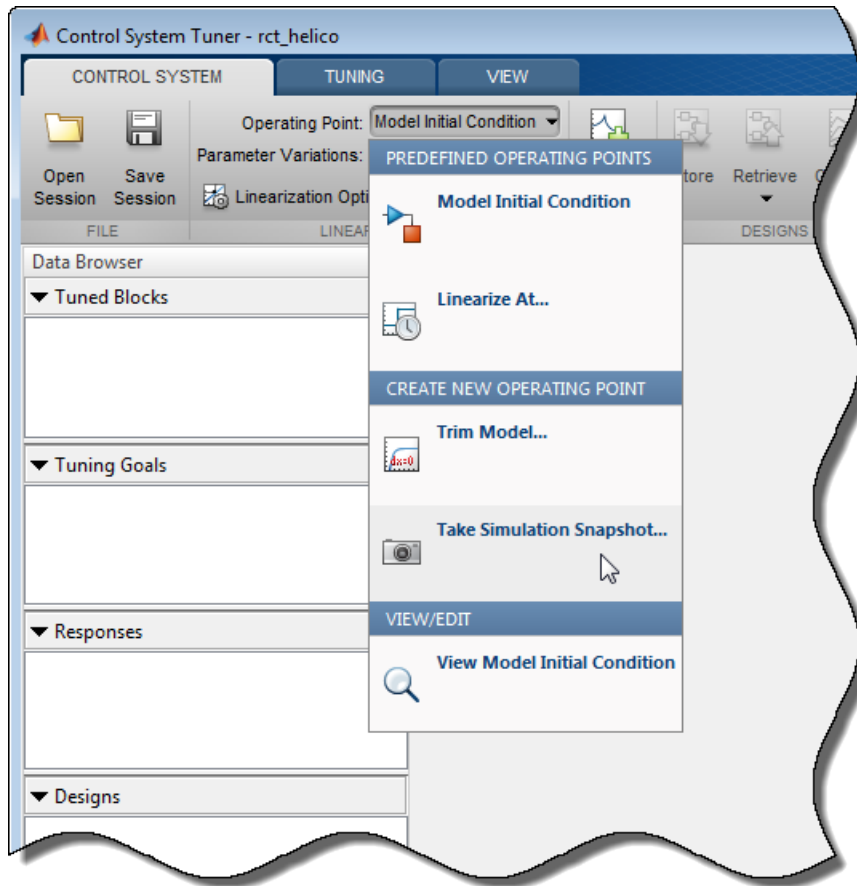 Control System Tuner - rct_helico
CONTROL SYSTEM TUNING VIEW
Operating Point: Model Initial Condition
Parameter Variations:
Linearization Opti
Open Session
Save Session
tore
Retrieve
FILE
LINEAR
DESIGNS
PREDEFINED OPERATING POINTS
Model Initial Condition
Linearize At...
CREATE NEW OPERATING POINT
dx=0
Trim Model...
Take Simulation Snapshot...
VIEW/EDIT
View Model Initial Condition
Data Browser
Tuned Blocks
Tuning Goals
Responses
Designs